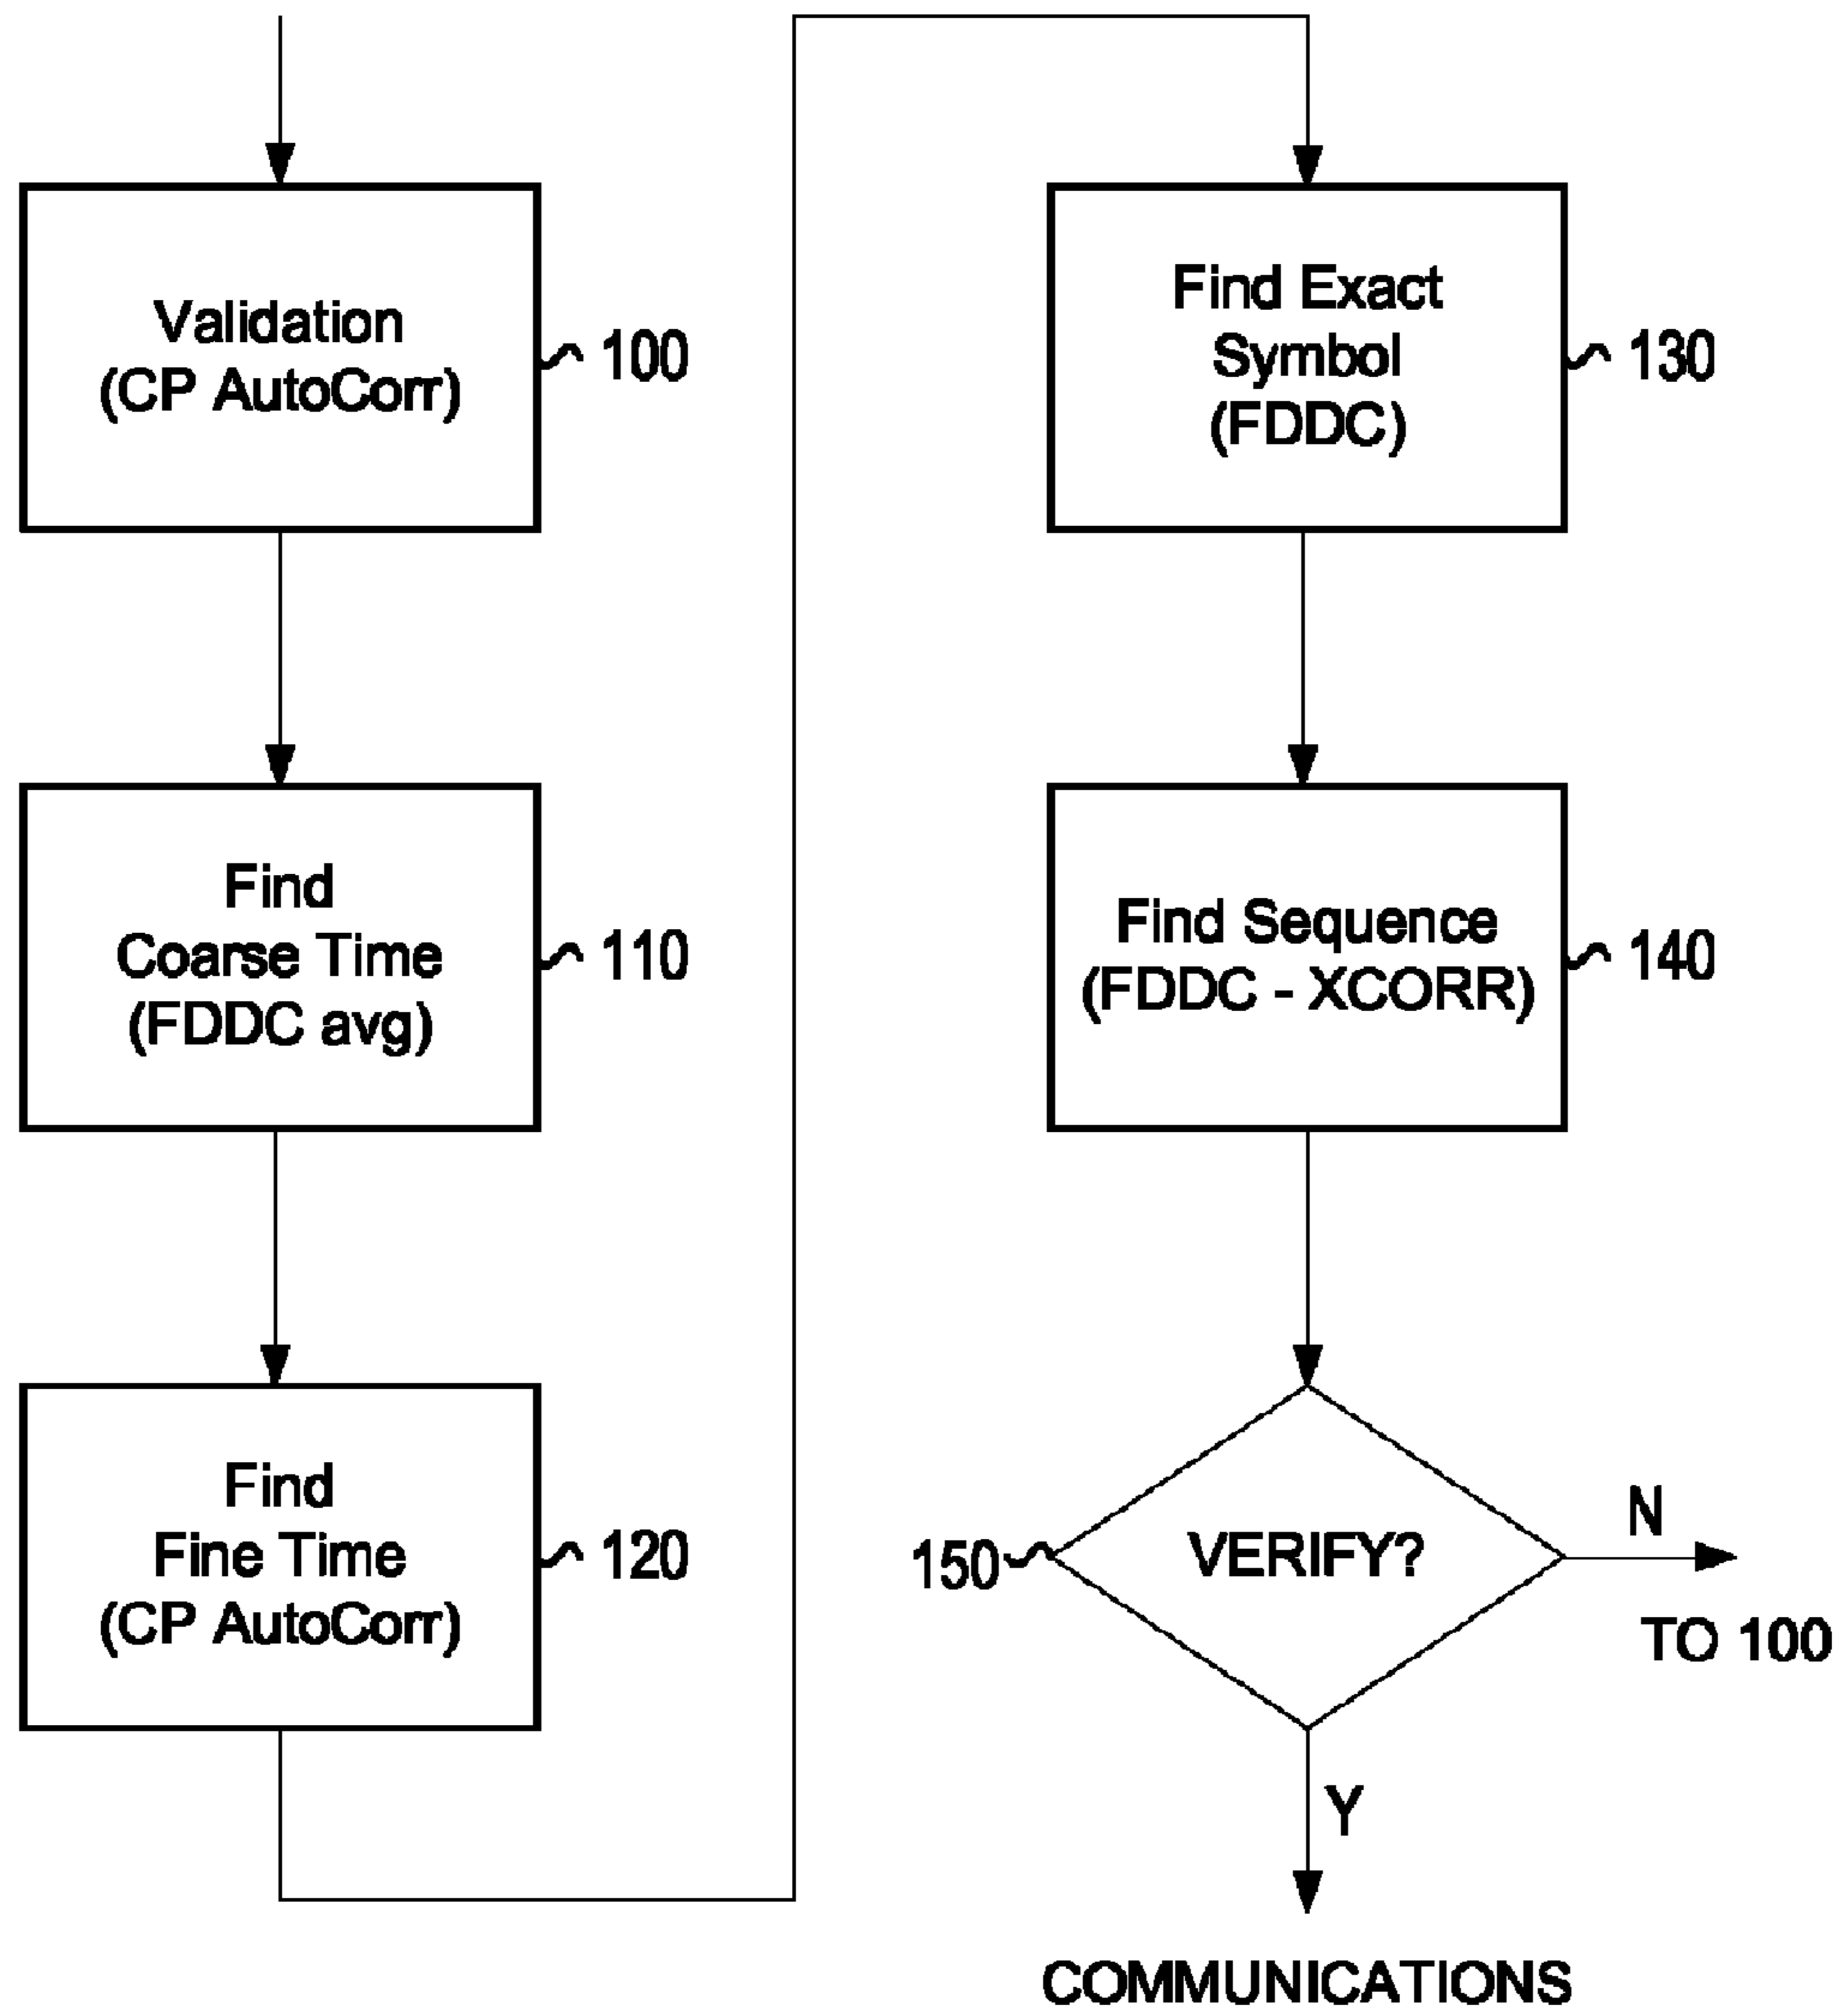 Validation
(CP AutoCorr)
100
Find
Coarse Time
(FDDC avg)
110
Find
Fine Time
(CP AutoCorr)
120
Find Exact
Symbol
(FDDC)
130
Find Sequence
(FDDC - XCORR)
140
150
VERIFY?
N
TO 100
Y
COMMUNICATIONS